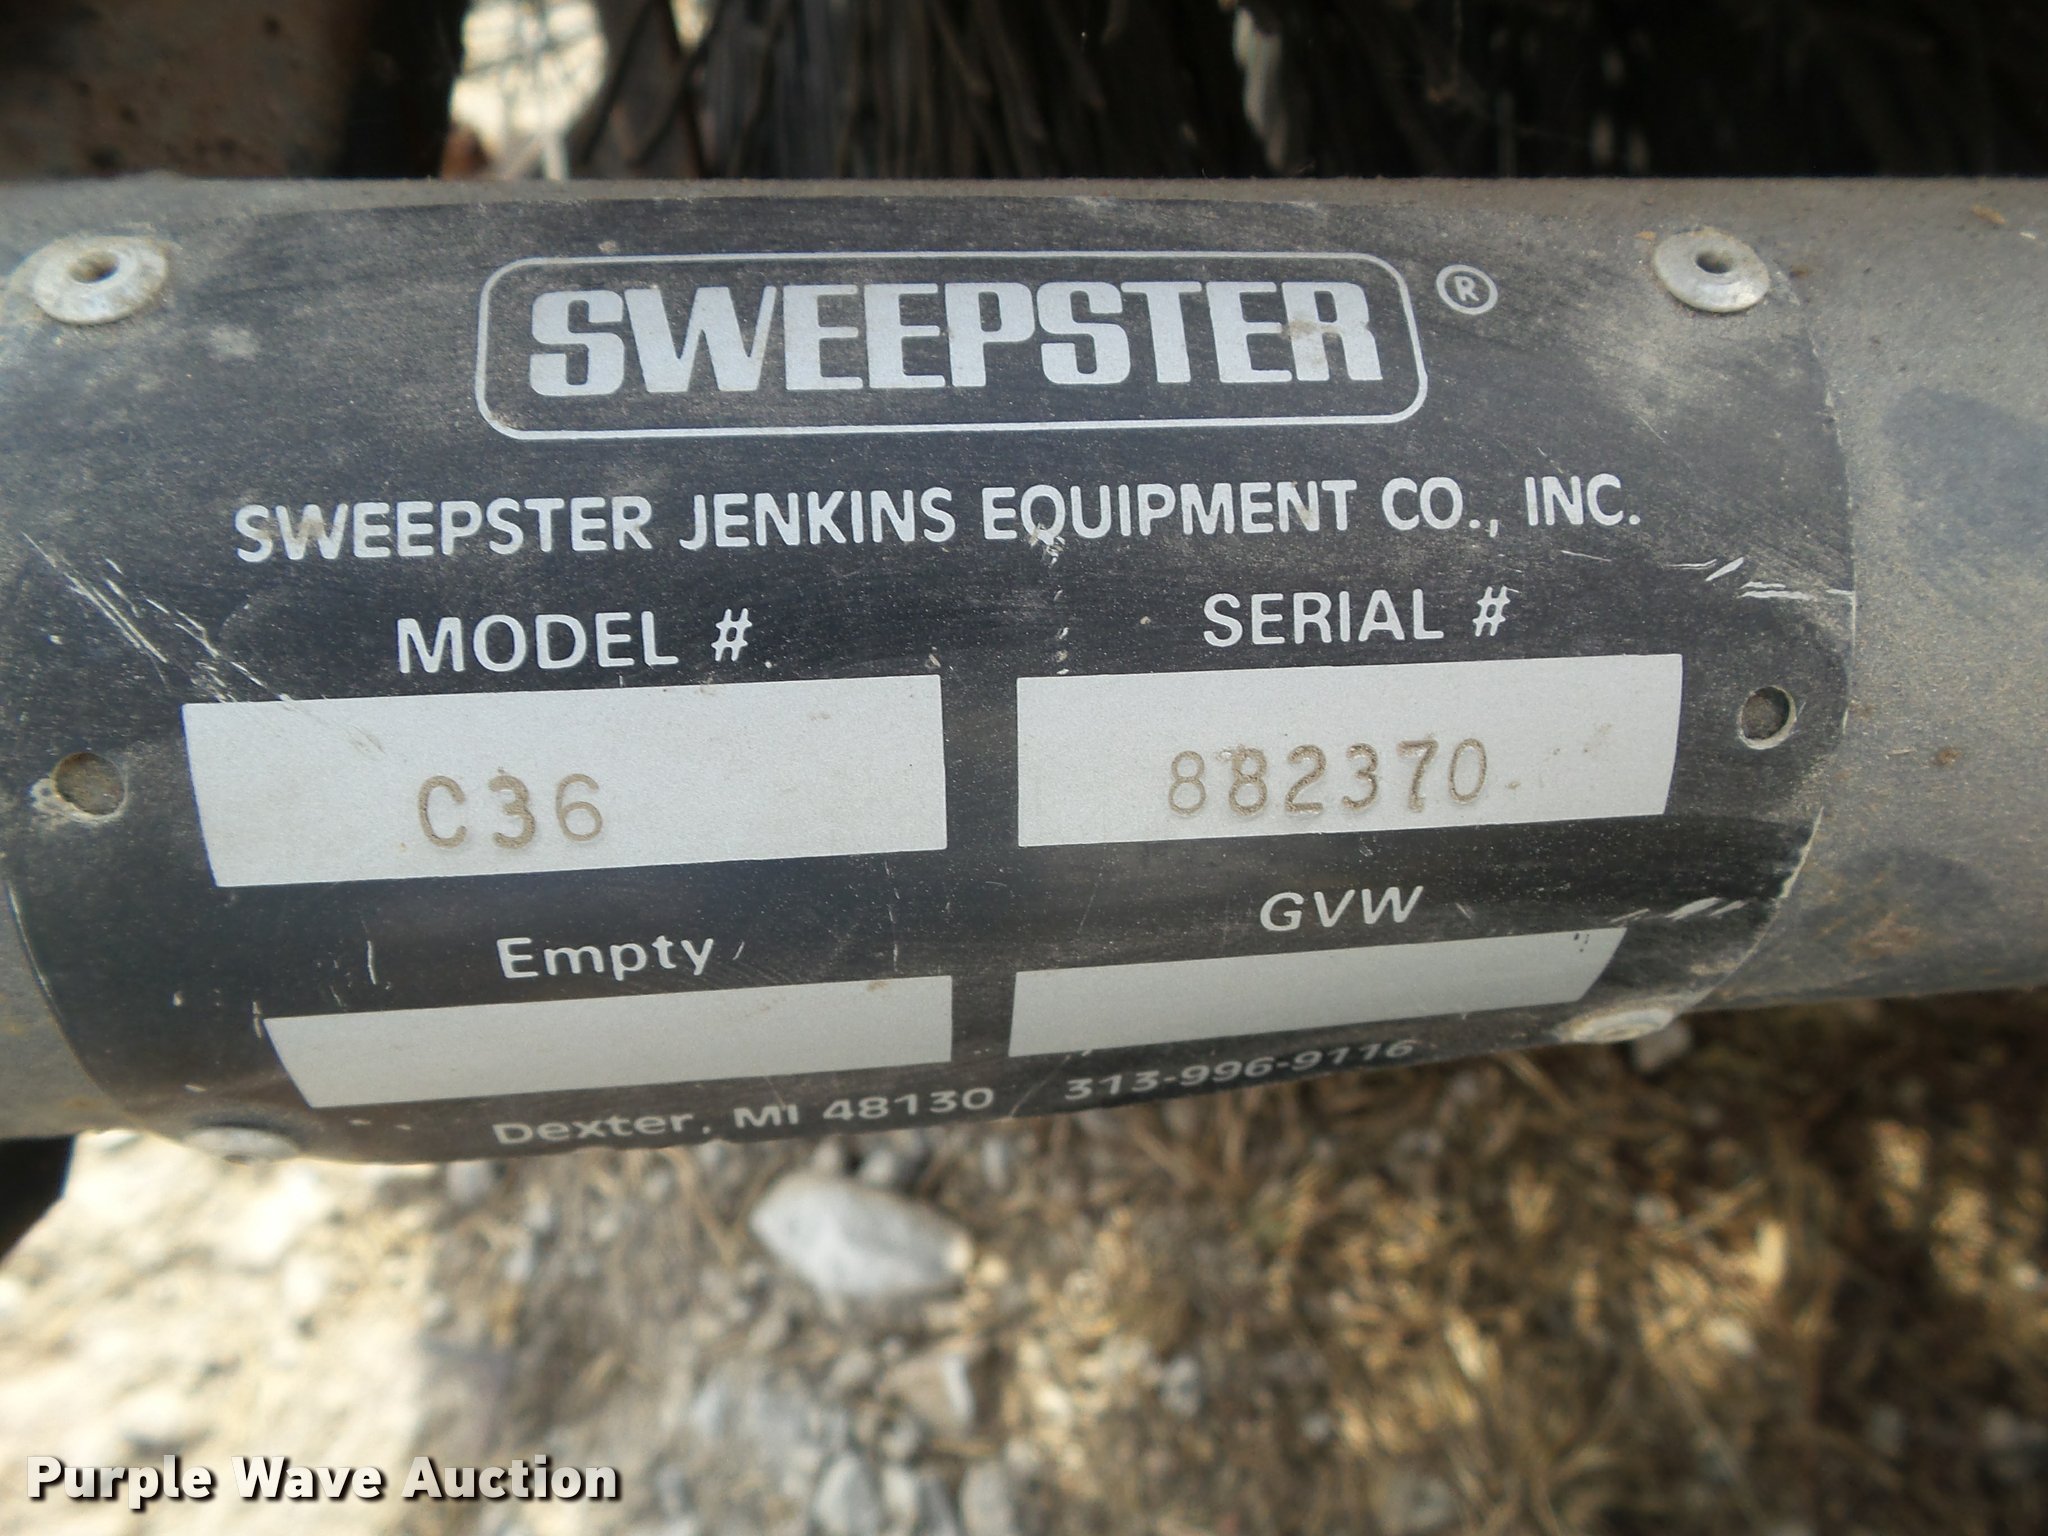 SWEEPSTER ®
SWEEPSTER JENKINS EQUIPMENT CO., INC.
MODEL # SERIAL #
C36 882370
Empty GVW
Dexter, MI 48130 313-996-9116
Purple Wave Auction